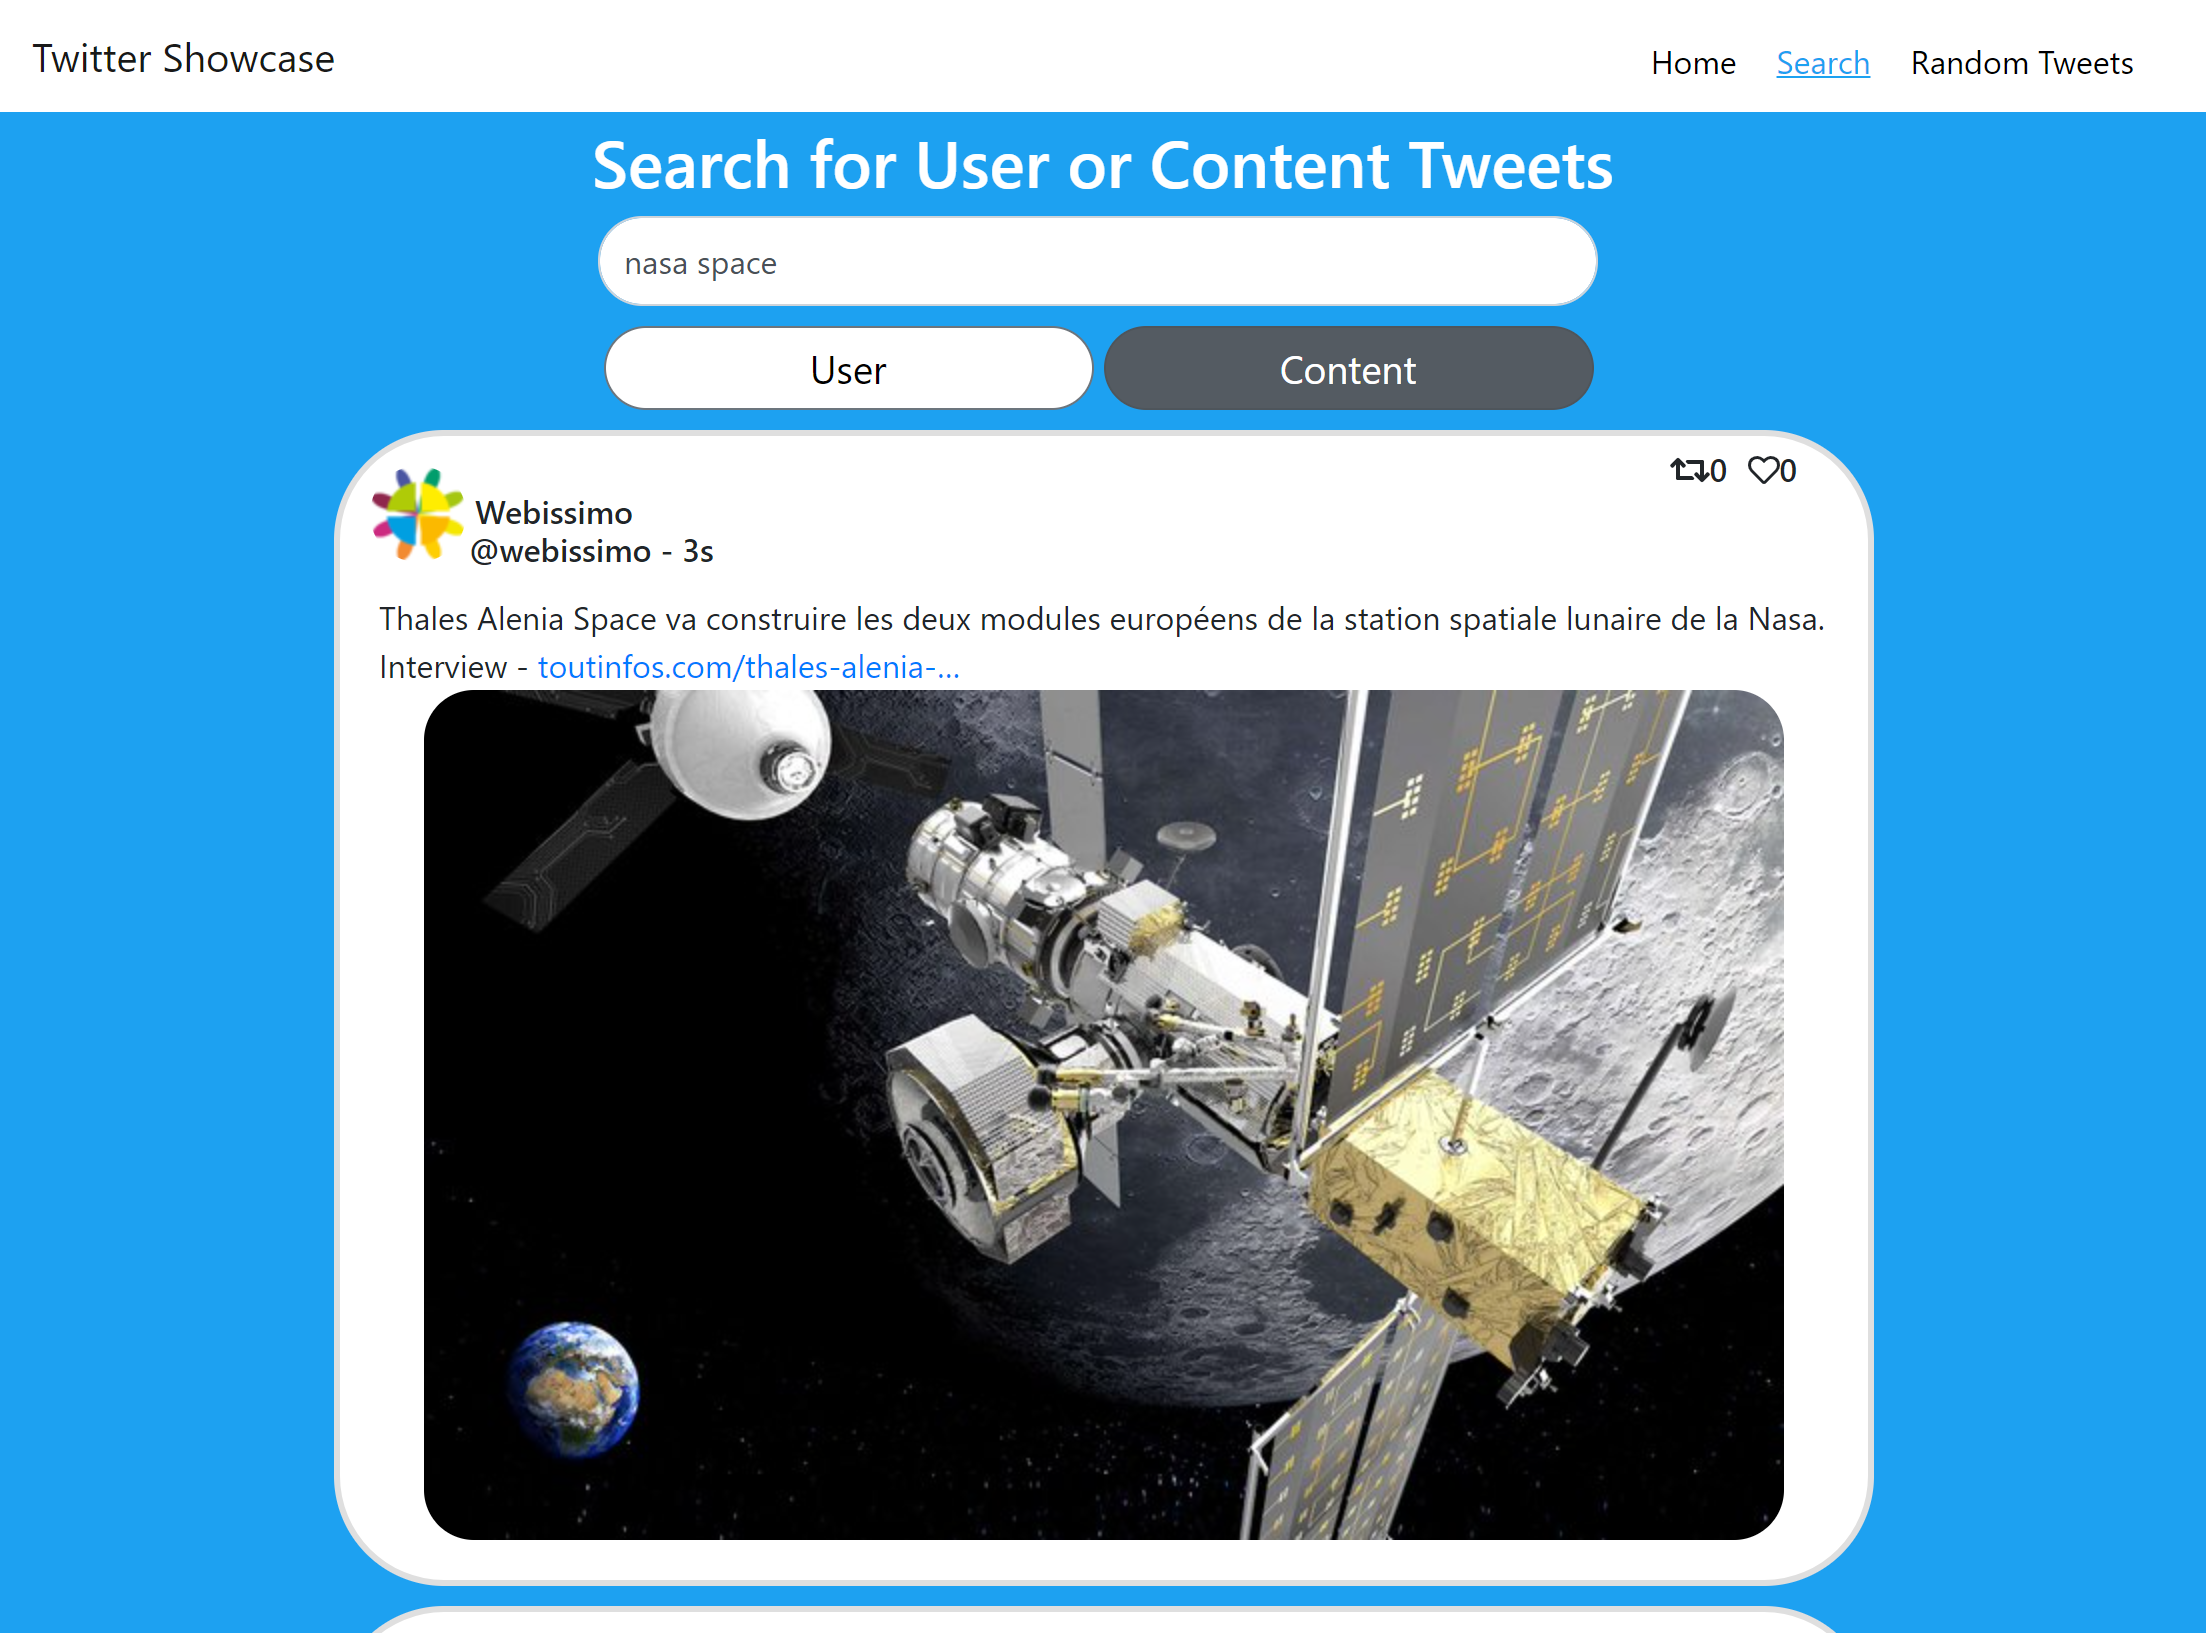 Twitter Showcase
Home Search Random Tweets
Search for User or Content Tweets
nasa space
User Content
0 0
Webissimo
@webissimo - 3s
Thales Alenia Space va construire les deux modules européens de la station spatiale lunaire de la Nasa.
Interview - toutinfos.com/thales-alenia-…